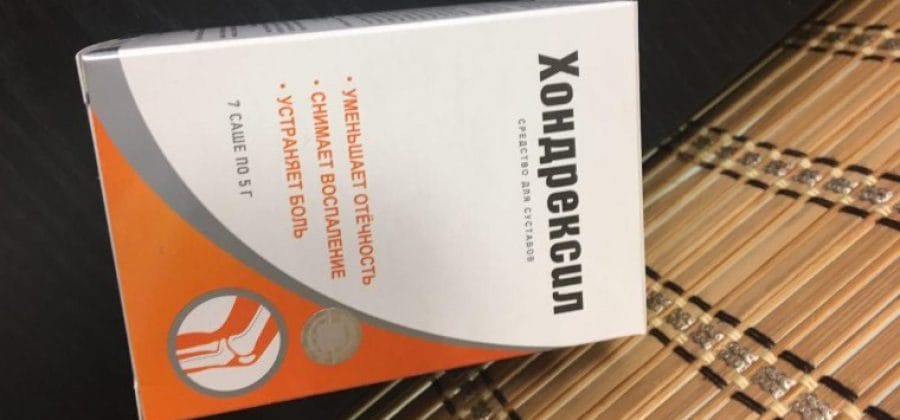 Хондрексил
СРЕДСТВО ДЛЯ СУСТАВОВ
• УМЕНЬШАЕТ ОТЁЧНОСТЬ
• СНИМАЕТ ВОСПАЛЕНИЕ
• УСТРАНЯЕТ БОЛЬ
7 САШЕ ПО 5 Г